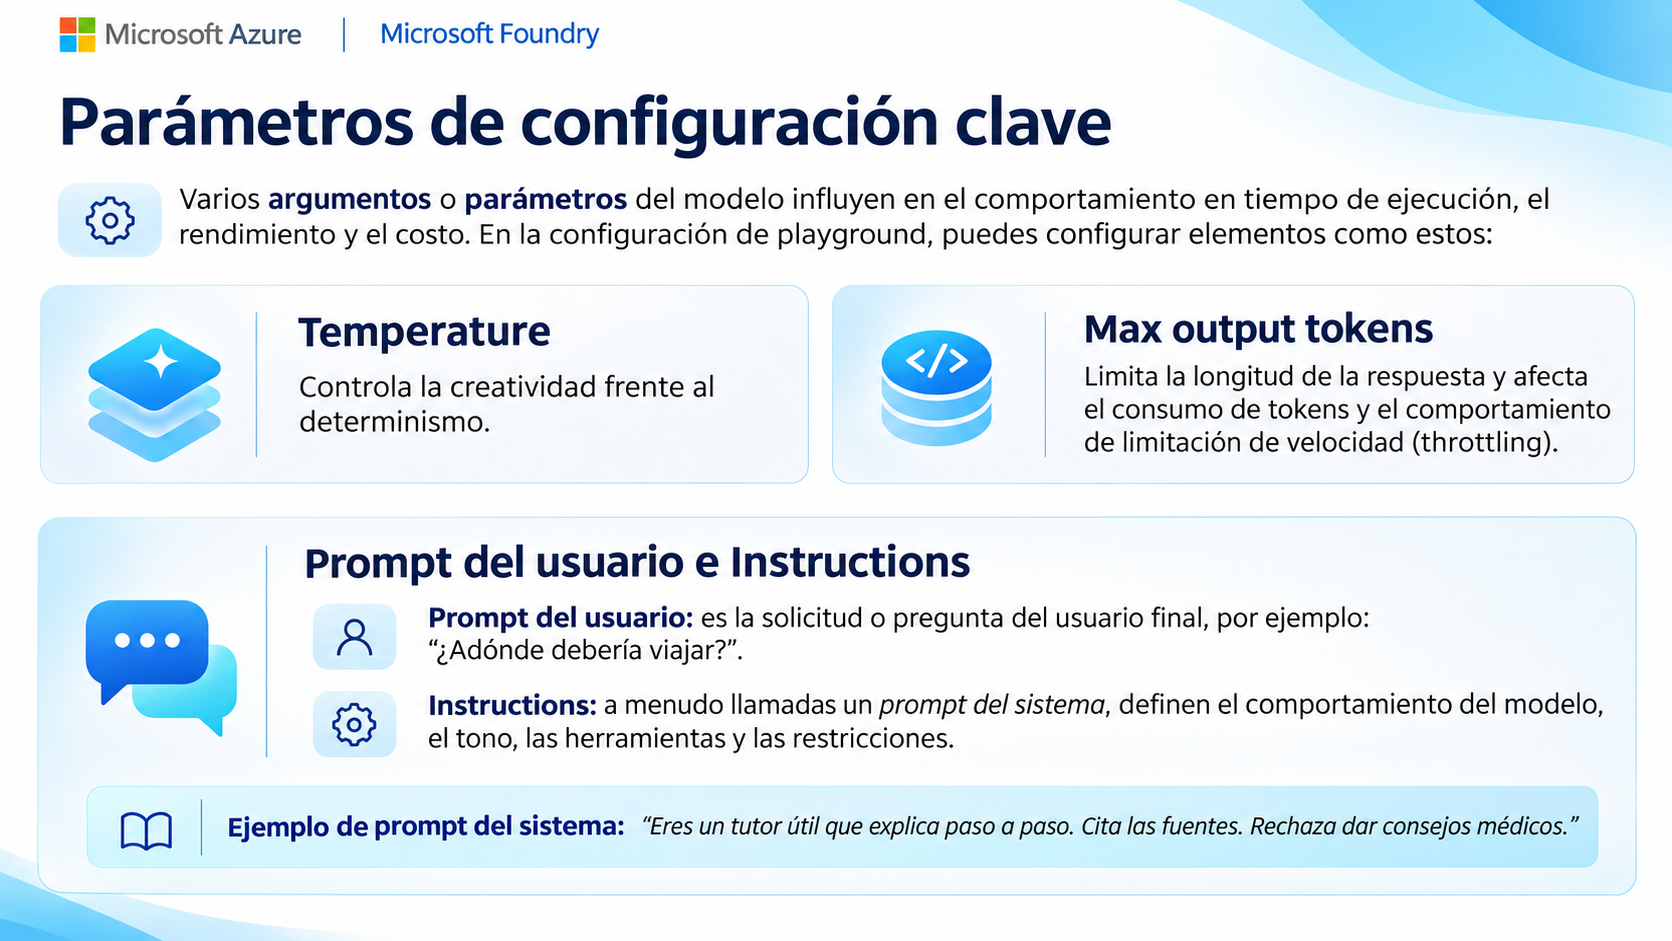 Microsoft Azure
Microsoft Foundry
Parámetros de configuración clave
Varios argumentos o parámetros del modelo influyen en el comportamiento en tiempo de ejecución, el
rendimiento y el costo. En la configuración de playground, puedes configurar elementos como estos:
Temperature
Controla la creatividad frente al
determinismo.
</>
Max output tokens
Limita la longitud de la respuesta y afecta
el consumo de tokens y el comportamiento
de limitación de velocidad (throttling).
Prompt del usuario e Instructions
Prompt del usuario: es la solicitud o pregunta del usuario final, por ejemplo:
“¿Adónde debería viajar?”.
Instructions: a menudo llamadas un prompt del sistema, definen el comportamiento del modelo,
el tono, las herramientas y las restricciones.
Ejemplo de prompt del sistema: “Eres un tutor útil que explica paso a paso. Cita las fuentes. Rechaza dar consejos médicos.”